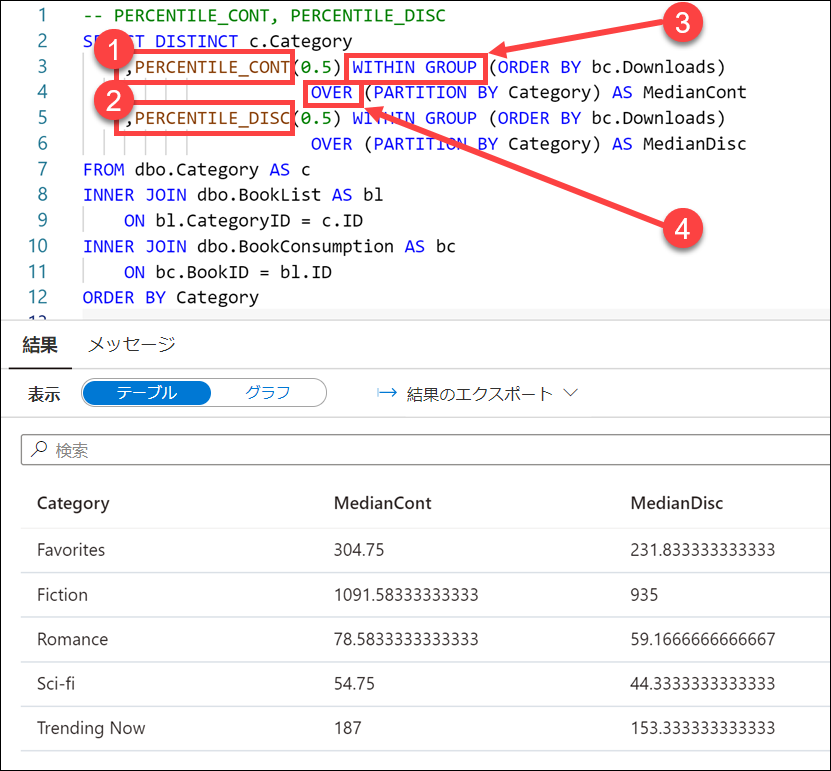 1 -- PERCENTILE_CONT, PERCENTILE_DISC
2 S CT DISTINCT c.Category
3 ,PERCENTILE_CONT(0.5) WITHIN GROUP (ORDER BY bc.Downloads)
4 OVER (PARTITION BY Category) AS MedianCont
5 ,PERCENTILE_DISC(0.5) WITHIN GROUP (ORDER BY bc.Downloads)
6 OVER (PARTITION BY Category) AS MedianDisc
7 FROM dbo.Category AS c
8 INNER JOIN dbo.BookList AS bl
9 ON bl.CategoryID = c.ID
10 INNER JOIN dbo.BookConsumption AS bc
11 ON bc.BookID = bl.ID
12 ORDER BY Category
1
2
3
4
結果 メッセージ
表示 テーブル グラフ 結果のエクスポート
検索
Category MedianCont MedianDisc
Favorites 304.75 231.833333333333
Fiction 1091.58333333333 935
Romance 78.5833333333333 59.1666666666667
Sci-fi 54.75 44.3333333333333
Trending Now 187 153.333333333333